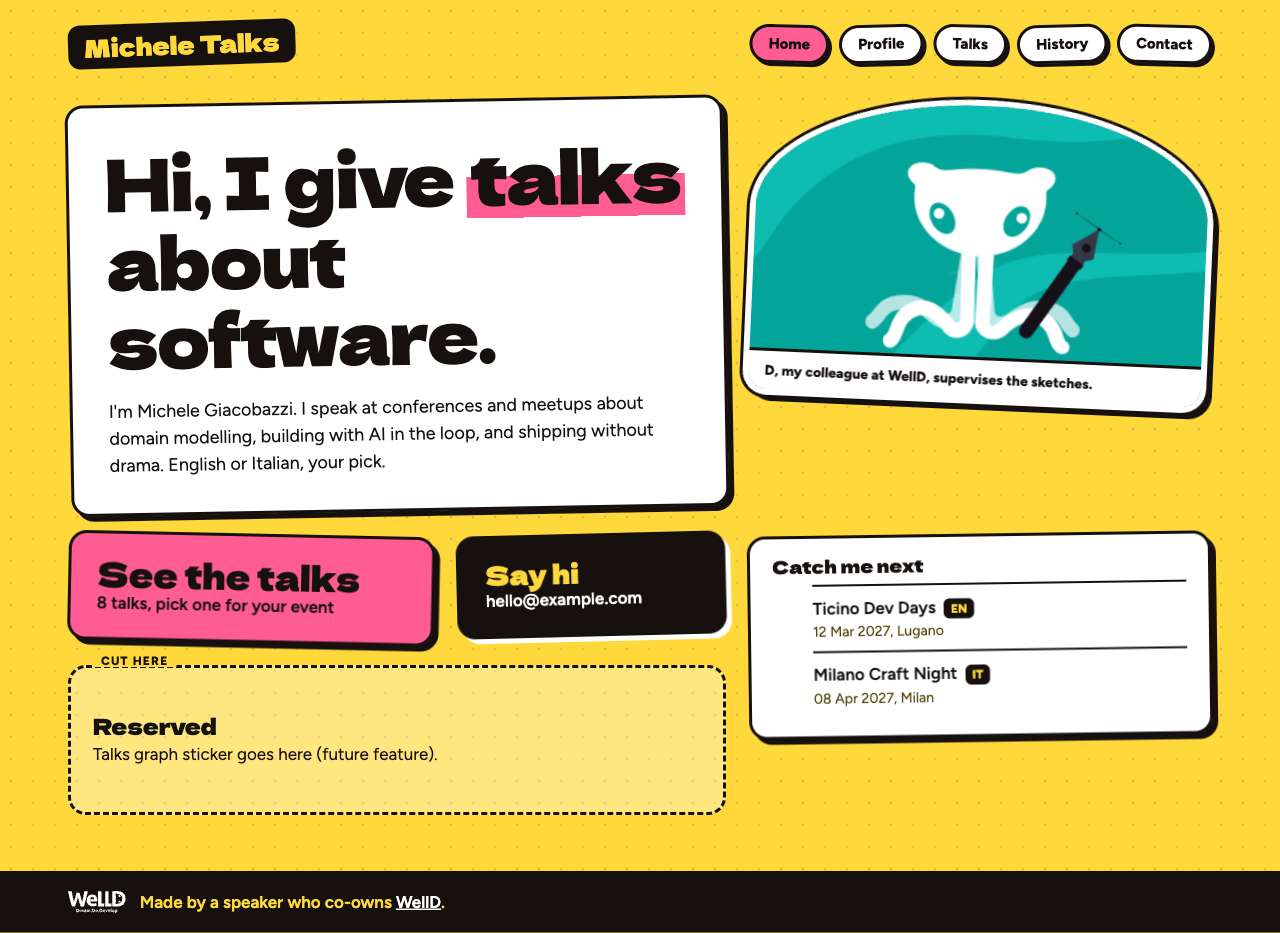 Michele Talks
Home
Profile
Talks
History
Contact
Hi, I give talks
about
software.
I'm Michele Giacobazzi. I speak at conferences and meetups about
domain modelling, building with AI in the loop, and shipping without
drama. English or Italian, your pick.
D, my colleague at WellD, supervises the sketches.
See the talks
8 talks, pick one for your event
Say hi
hello@example.com
Catch me next
Ticino Dev Days EN
12 Mar 2027, Lugano
Milano Craft Night IT
08 Apr 2027, Milan
CUT HERE
Reserved
Talks graph sticker goes here (future feature).
WellD
Dream.Do.Develop
Made by a speaker who co-owns WellD.